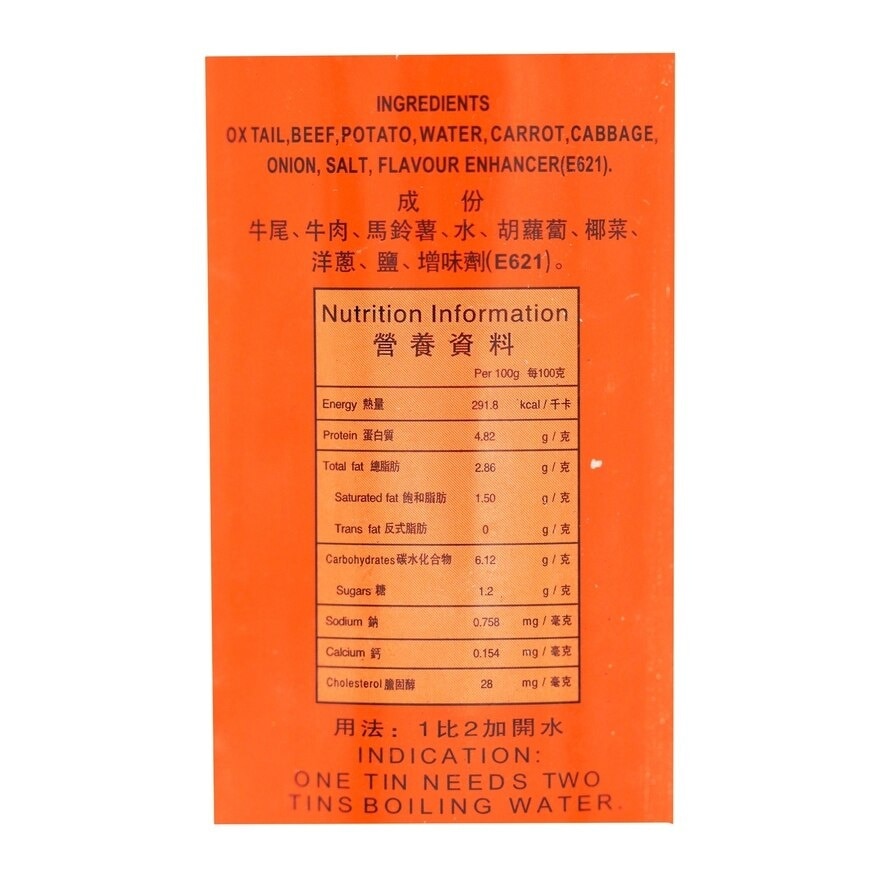 INGREDIENTS
OX TAIL,BEEF,POTATO,WATER,CARROT,CABBAGE,
ONION, SALT, FLAVOUR ENHANCER(E621).
成 份
牛尾、牛肉、馬鈴薯、水、胡蘿蔔、椰菜、
洋蔥、鹽、增味劑(E621)。
Nutrition Information
營養資料
Per 100g 每100克
Energy 熱量 291.8 kcal / 千卡
Protein 蛋白質 4.82 g / 克
Total fat 總脂肪 2.86 g / 克
Saturated fat 飽和脂肪 1.50 g / 克
Trans fat 反式脂肪 0 g / 克
Carbohydrates 碳水化合物 6.12 g / 克
Sugars 糖 1.2 g / 克
Sodium 鈉 0.758 mg / 毫克
Calcium 鈣 0.154 mg / 毫克
Cholesterol 膽固醇 28 mg / 毫克
用法：1比2加開水
INDICATION:
ONE TIN NEEDS TWO
TINS BOILING WATER.